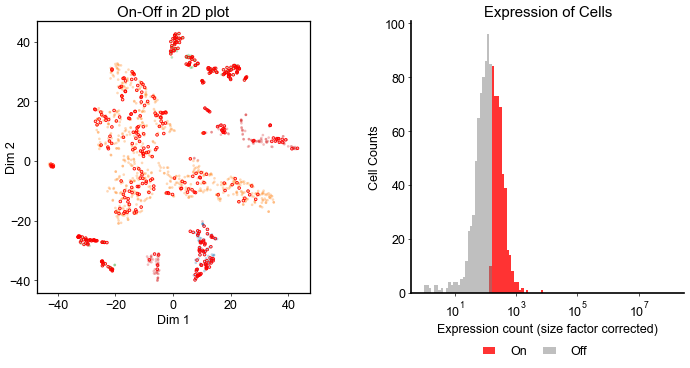 On-Off in 2D plot
Dim 2
40
20
0
−20
−40
−40 −20 0 20 40
Dim 1
Expression of Cells
Cell Counts
100
80
60
40
20
0
10¹ 10³ 10⁵ 10⁷
Expression count (size factor corrected)
On Off